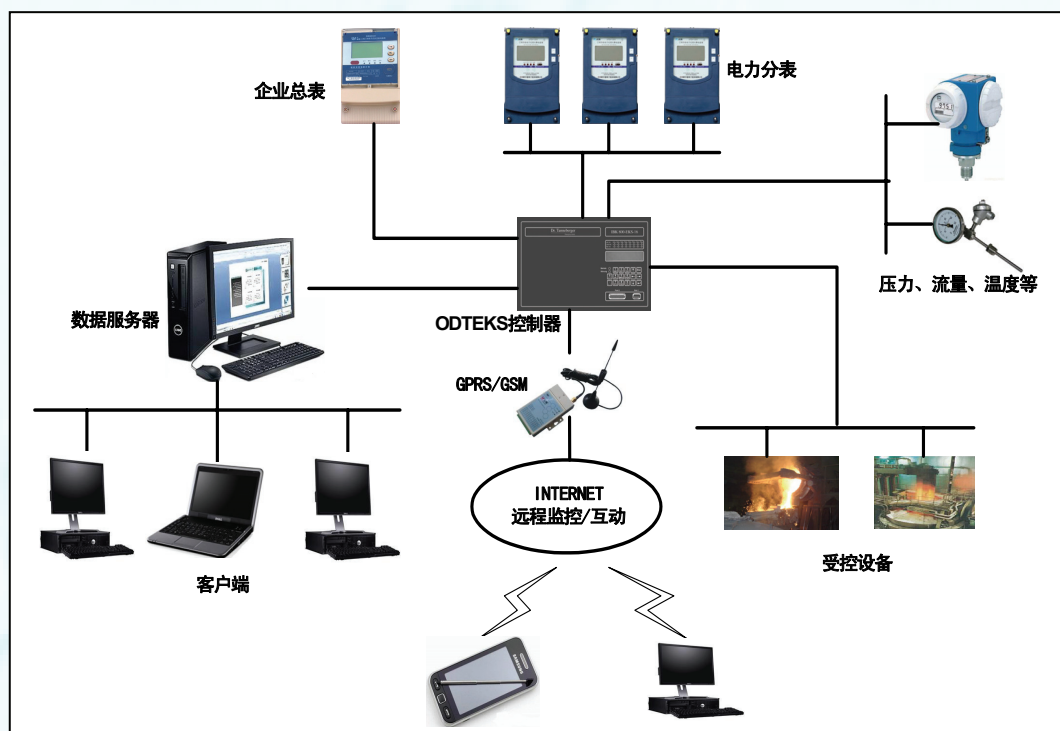 企业总表
电力分表
压力、流量、温度等
数据服务器
ODTEKS控制器
GPRS/GSM
INTERNET
远程监控/互动
受控设备
客户端